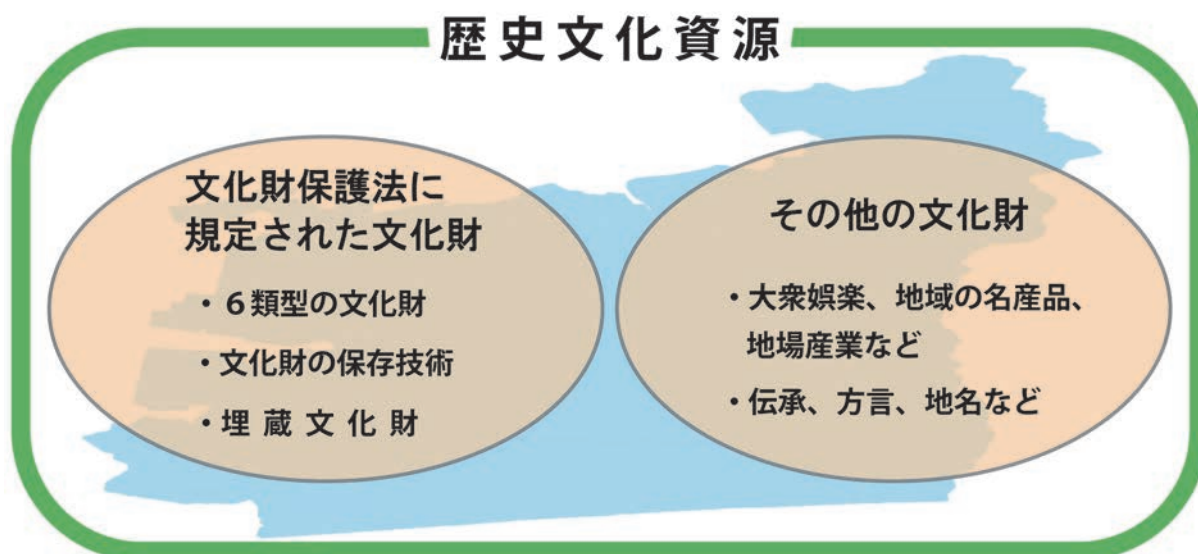 歴史文化資源
文化財保護法に
規定された文化財
・６類型の文化財
・文化財の保存技術
・埋蔵文化財
その他の文化財
・大衆娯楽、地域の名産品、
地場産業など
・伝承、方言、地名など